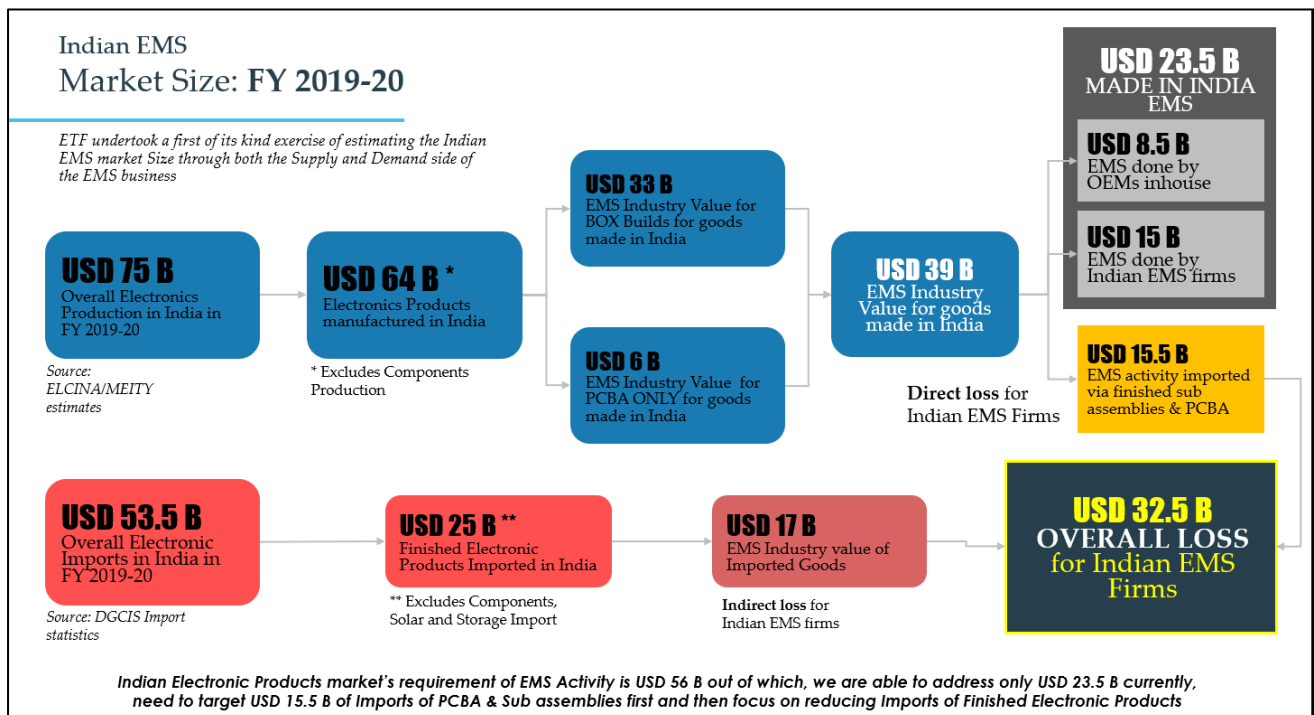 Indian EMS
Market Size: FY 2019-20
ETF undertook a first of its kind exercise of estimating the Indian
EMS market Size through both the Supply and Demand side of
the EMS business
USD 75 B
Overall Electronics
Production in India in
FY 2019-20
Source:
ELCINA/MEITY
estimates
USD 64 B *
Electronics Products
manufactured in India
* Excludes Components
Production
USD 33 B
EMS Industry Value for
BOX Builds for goods
made in India
USD 6 B
EMS Industry Value for
PCBA ONLY for goods
made in India
USD 39 B
EMS Industry
Value for goods
made in India
USD 23.5 B
MADE IN INDIA
EMS
USD 8.5 B
EMS done by
OEMs inhouse
USD 15 B
EMS done by
Indian EMS firms
Direct loss for
Indian EMS Firms
USD 15.5 B
EMS activity imported
via finished sub
assemblies & PCBA
USD 53.5 B
Overall Electronic
Imports in India in
FY 2019-20
Source: DGCIS Import
statistics
USD 25 B **
Finished Electronic
Products Imported in India
** Excludes Components,
Solar and Storage Import
USD 17 B
EMS Industry value of
Imported Goods
Indirect loss for
Indian EMS firms
USD 32.5 B
OVERALL LOSS
for Indian EMS
Firms
Indian Electronic Products market's requirement of EMS Activity is USD 56 B out of which, we are able to address only USD 23.5 B currently,
need to target USD 15.5 B of Imports of PCBA & Sub assemblies first and then focus on reducing Imports of Finished Electronic Products